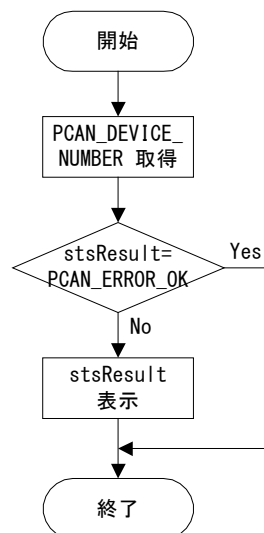 開始
PCAN_DEVICE_
NUMBER 取得
stsResult=
PCAN_ERROR_OK
Yes
No
stsResult
表示
終了